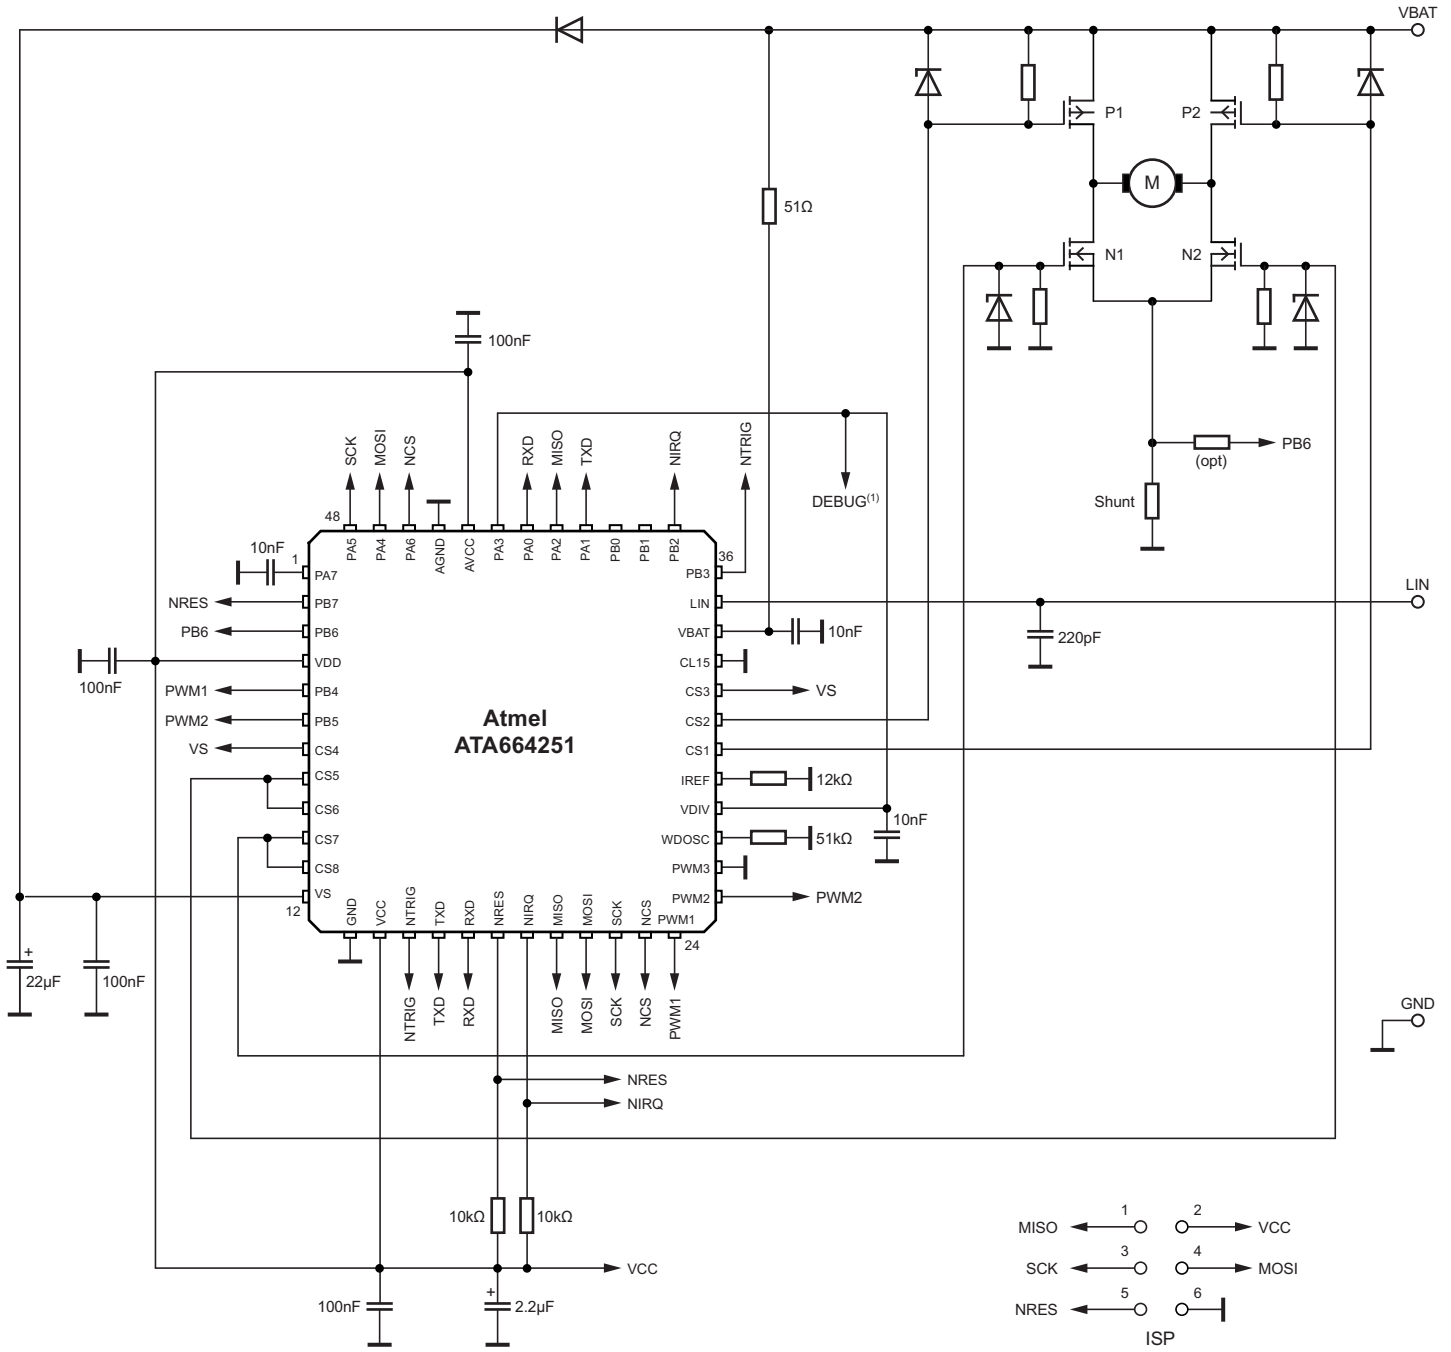 VBAT
P1
P2
M
51Ω
N1
N2
100nF
SCK
MOSI
NCS
RXD
MISO
TXD
NIRQ
NTRIG
PB6
(opt)
DEBUG(1)
Shunt
48
PA5
PA4
PA6
AGND
AVCC
PA3
PA0
PA2
PA1
PB0
PB1
PB2
36
10nF
1
PA7
PB3
NRES
PB7
LIN
LIN
PB6
PB6
VBAT
10nF
220pF
VDD
CL15
100nF
PWM1
PB4
CS3
VS
PWM2
PB5
Atmel
ATA664251
CS2
VS
CS4
CS1
CS5
IREF
12kΩ
CS6
VDIV
10nF
CS7
WDOSC
51kΩ
CS8
PWM3
VS
PWM2
PWM2
12
GND
VCC
NTRIG
TXD
RXD
NRES
NIRQ
MISO
MOSI
SCK
NCS
PWM1
24
+
22µF
100nF
NTRIG
TXD
RXD
MISO
MOSI
SCK
NCS
PWM1
GND
NRES
NIRQ
10kΩ
10kΩ
VCC
100nF
+
2.2µF
MISO
1
2
VCC
SCK
3
4
MOSI
NRES
5
6
ISP